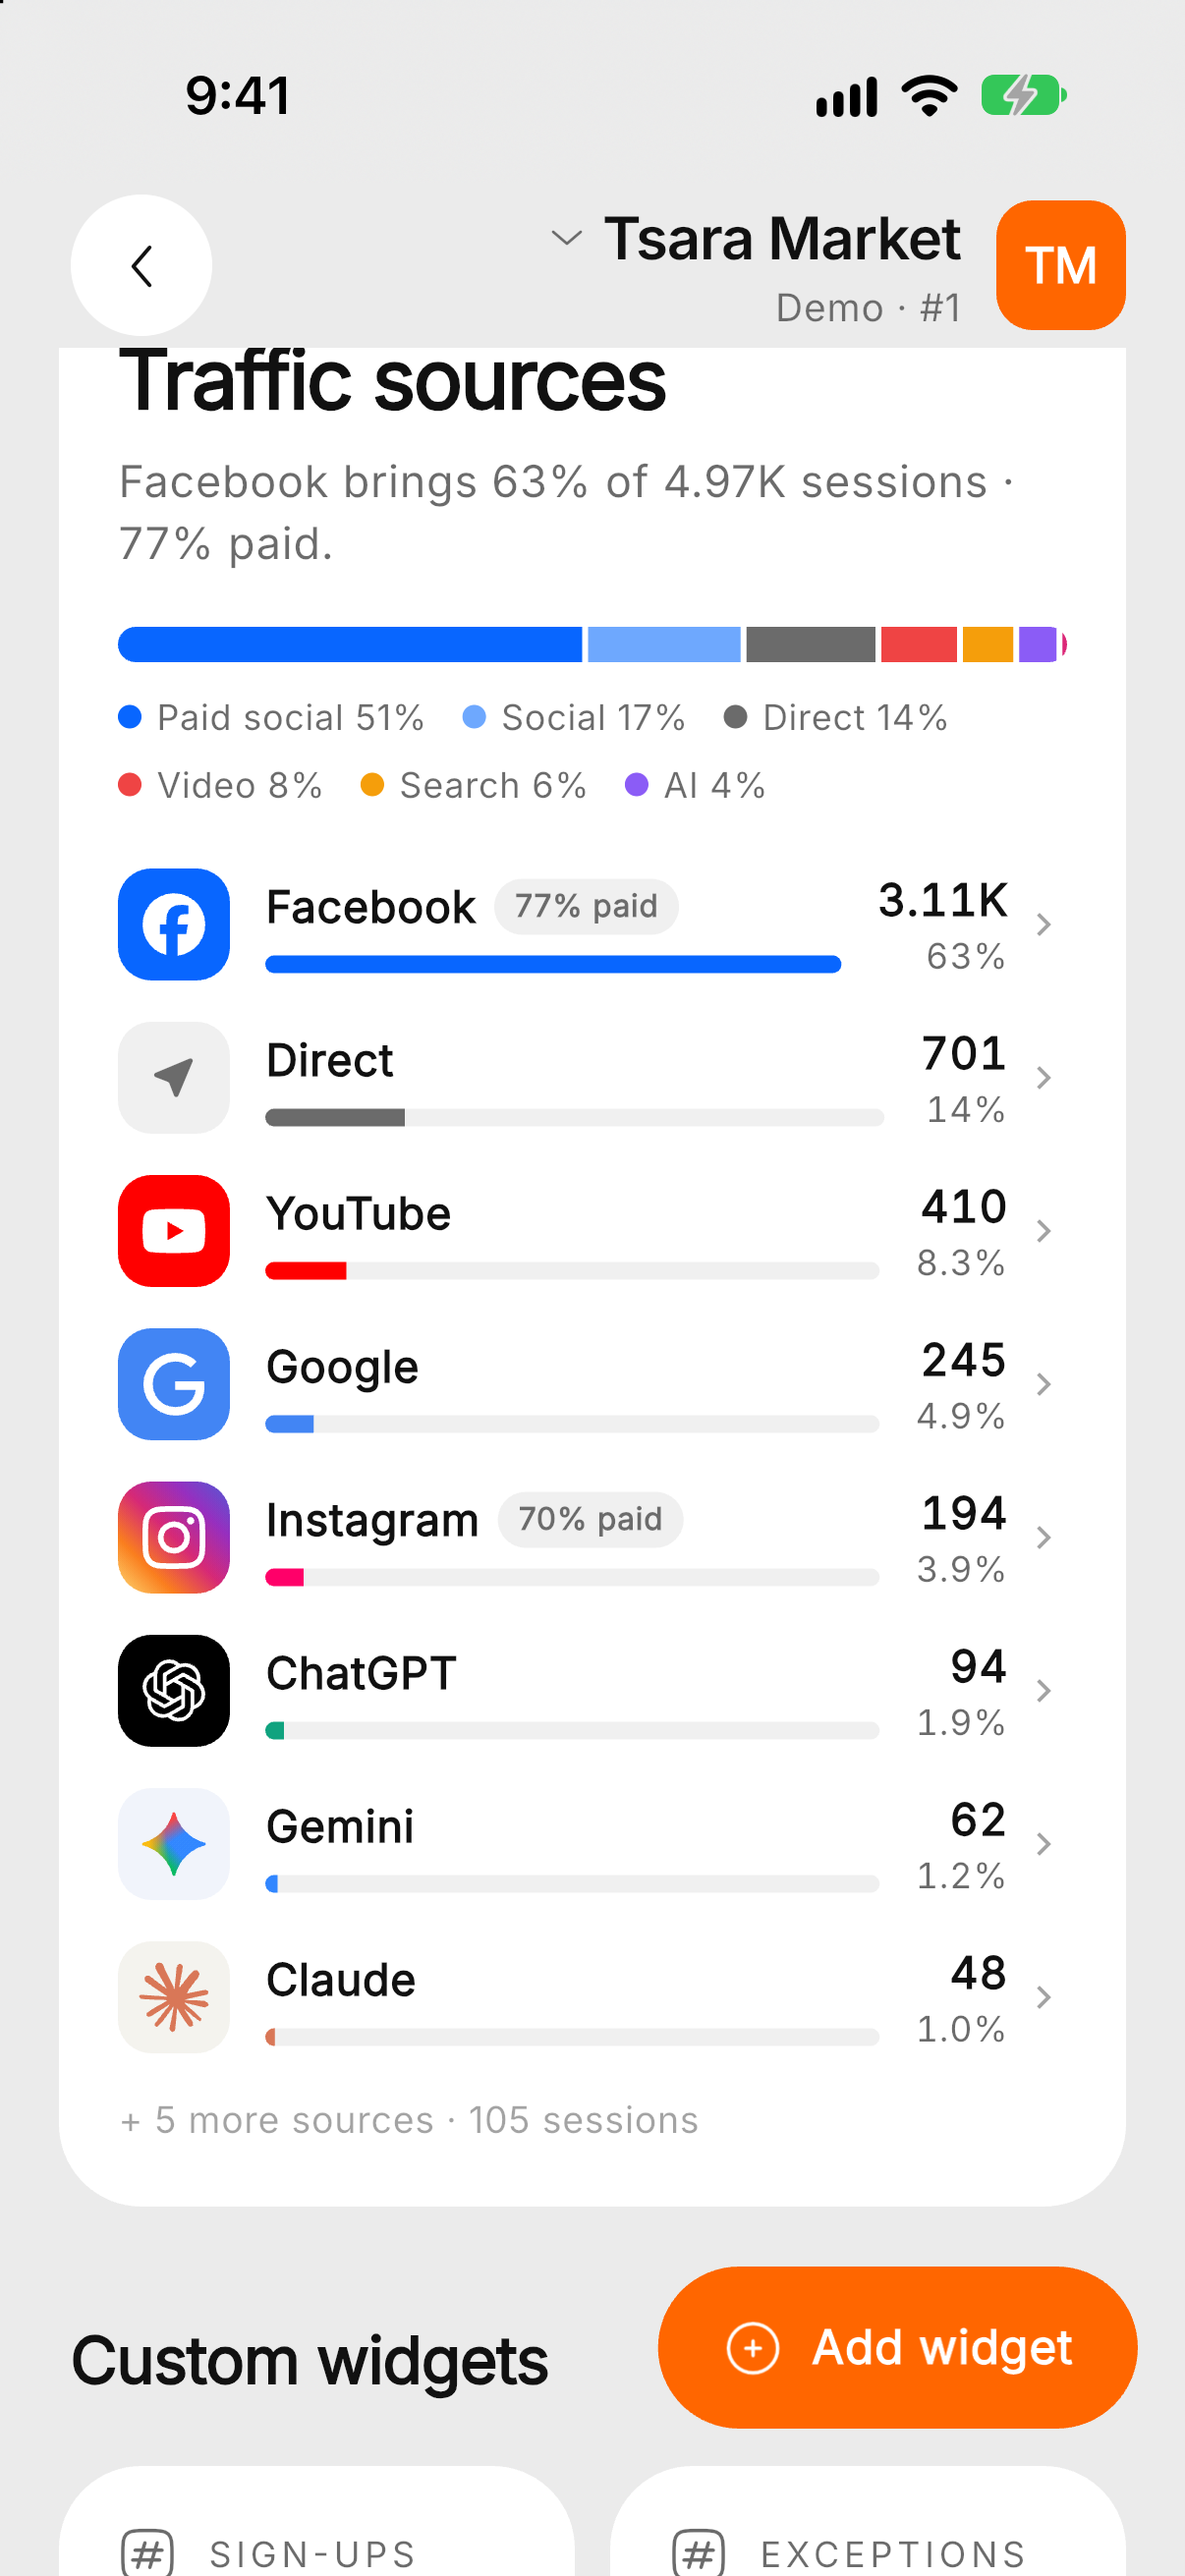 9:41
Tsara Market
TM
Demo · #1
Traffic sources
Facebook brings 63% of 4.97K sessions ·
77% paid.
Paid social 51% Social 17% Direct 14%
Video 8% Search 6% AI 4%
Facebook 77% paid 3.11K
63%
Direct 701
14%
YouTube 410
8.3%
Google 245
4.9%
Instagram 70% paid 194
3.9%
ChatGPT 94
1.9%
Gemini 62
1.2%
Claude 48
1.0%
+ 5 more sources · 105 sessions
Custom widgets
Add widget
SIGN-UPS
EXCEPTIONS